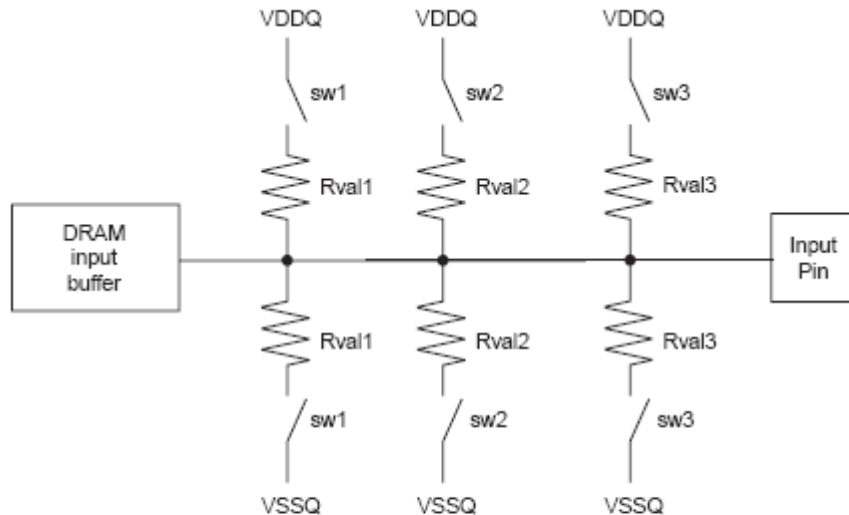 VDDQ
VDDQ
VDDQ
sw1
sw2
sw3
Rval1
Rval2
Rval3
DRAM
input
buffer
Input
Pin
Rval1
Rval2
Rval3
sw1
sw2
sw3
VSSQ
VSSQ
VSSQ